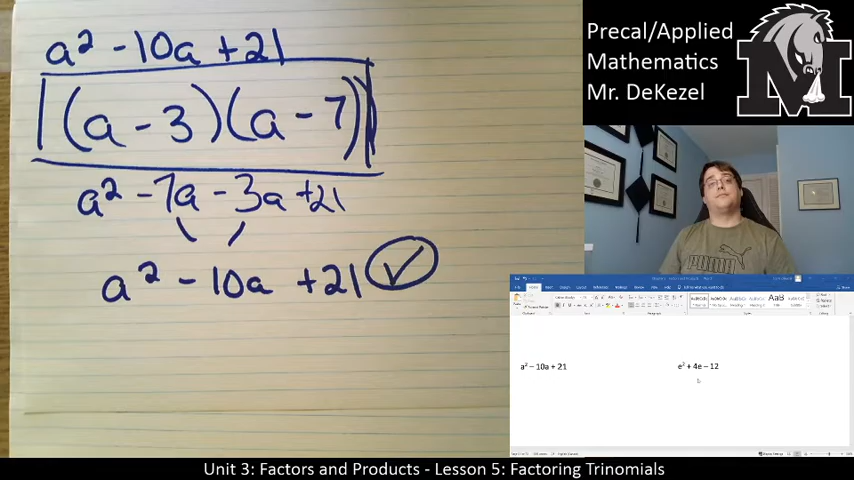 a² - 10a + 21
(a - 3)(a - 7)
a² - 7a - 3a + 21
a² - 10a + 21 ✓
Precal/Applied
Mathematics
Mr. DeKezel
M
PUMA
a² – 10a + 21
e² + 4e – 12
Unit 3: Factors and Products - Lesson 5: Factoring Trinomials